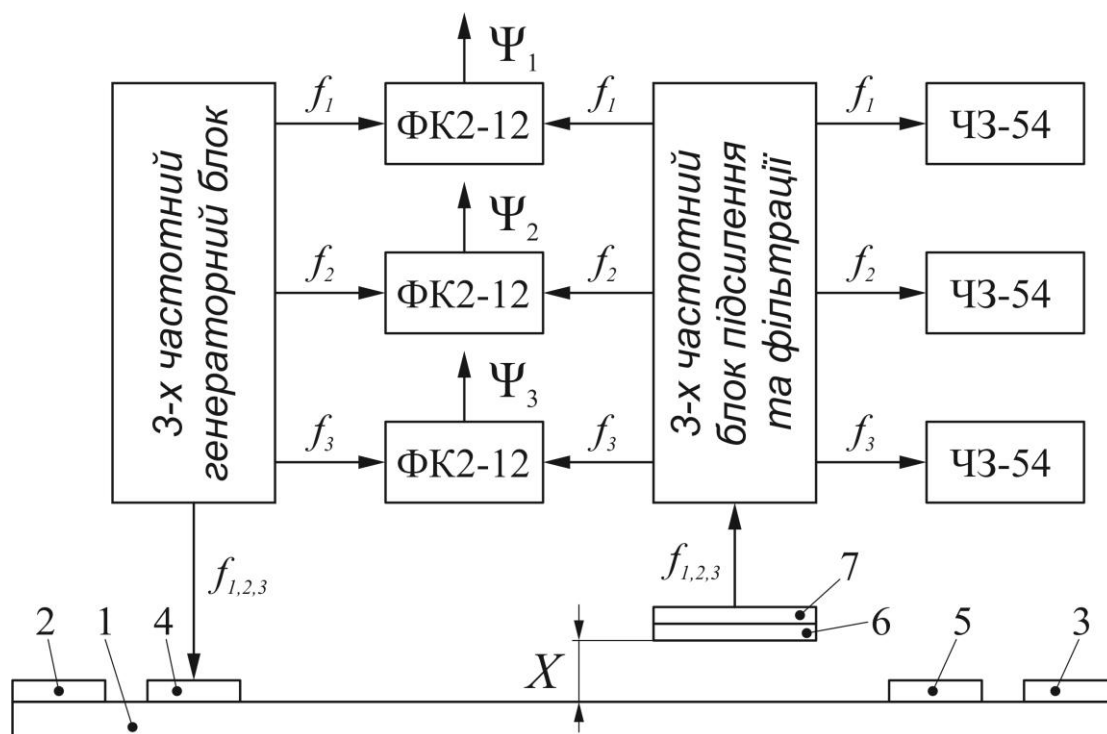 Ψ1
Ψ2
Ψ3
3-х частотний
генераторний блок
f1
ФК2-12
f1
f2
ФК2-12
f2
f3
ФК2-12
f3
3-х частотний
блок підсилення
та фільтрації
f1
ЧЗ-54
f2
ЧЗ-54
f3
ЧЗ-54
f1,2,3
f1,2,3
7
6
2
1
4
X
5
3